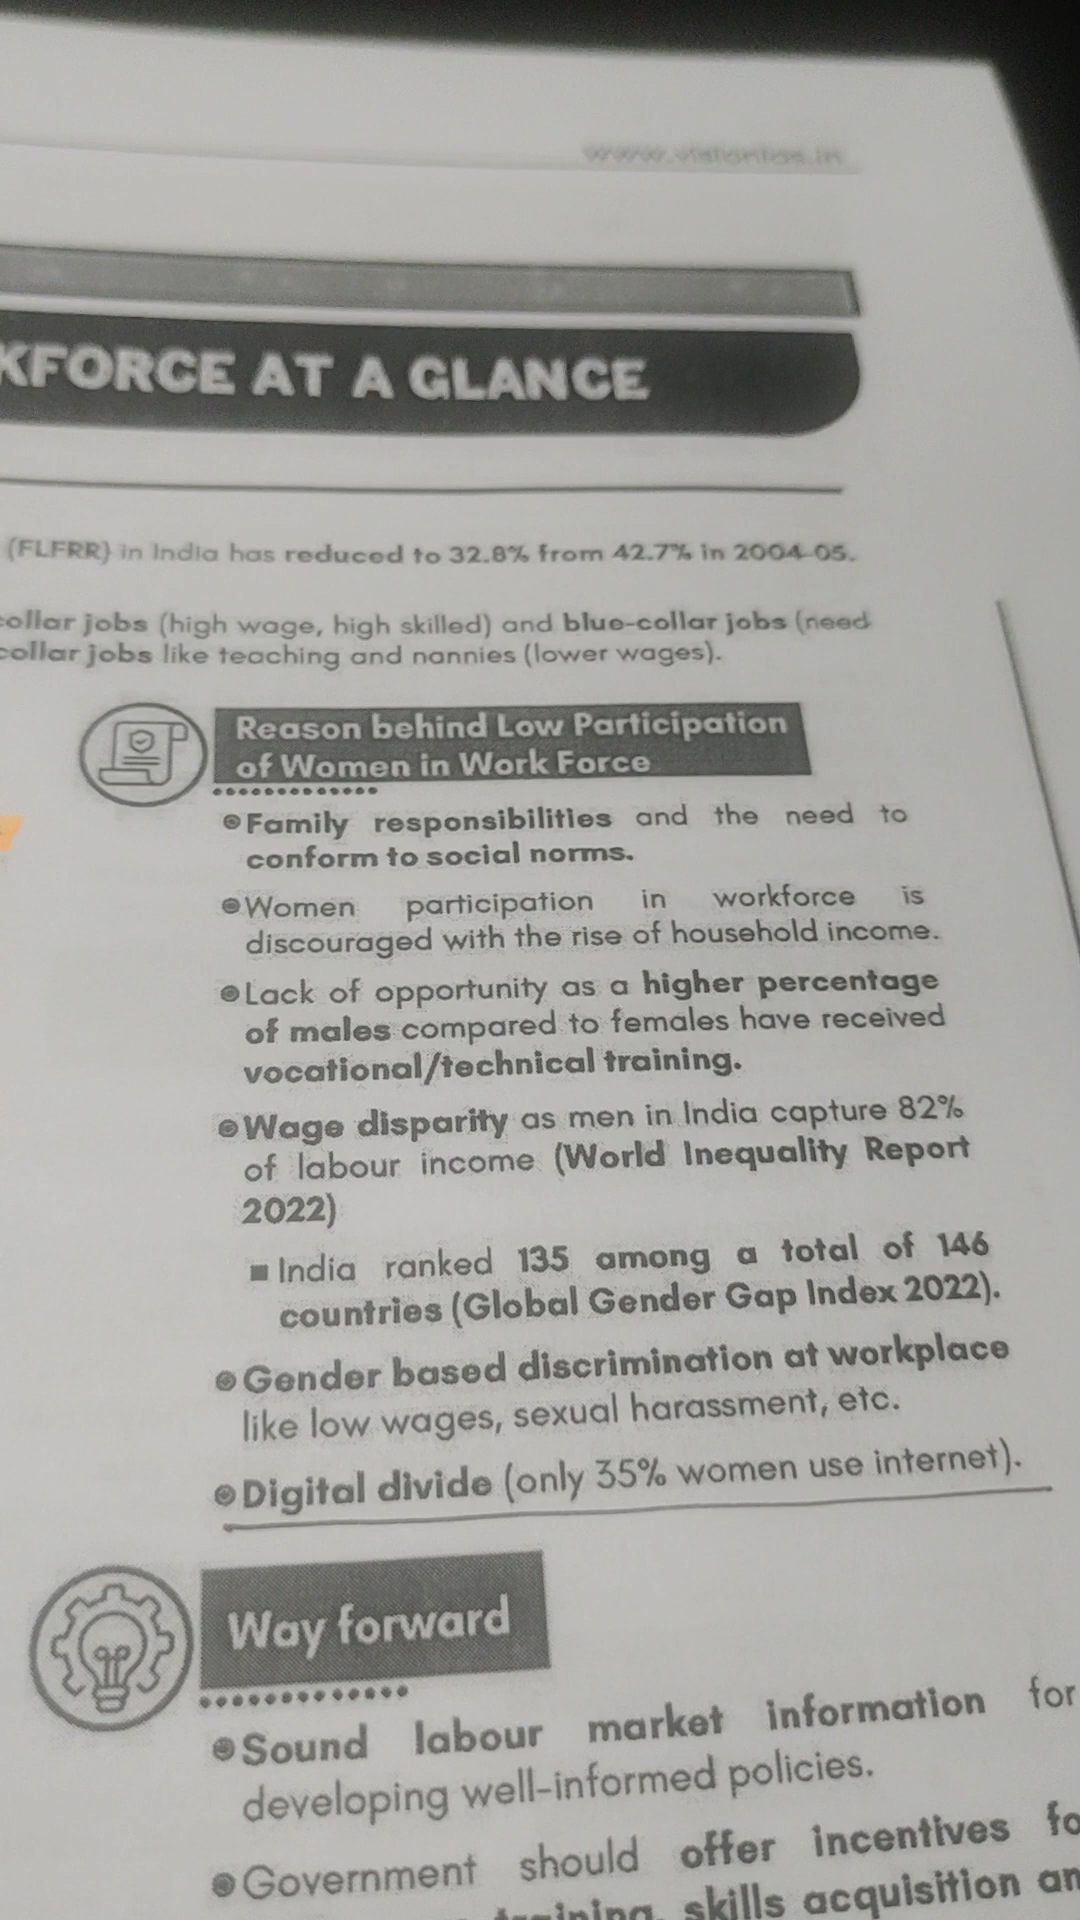 www.visionias.in
KFORCE AT A GLANCE
(FLFRR) in India has reduced to 32.8% from 42.7% in 2004-05.
collar jobs (high wage, high skilled) and blue-collar jobs (need
collar jobs like teaching and nannies (lower wages).
Reason behind Low Participation
of Women in Work Force
Family responsibilities and the need to
conform to social norms.
Women participation in workforce is
discouraged with the rise of household income.
Lack of opportunity as a higher percentage
of males compared to females have received
vocational/technical training.
Wage disparity as men in India capture 82%
of labour income (World Inequality Report
2022)
India ranked 135 among a total of 146
countries (Global Gender Gap Index 2022).
Gender based discrimination at workplace
like low wages, sexual harassment, etc.
Digital divide (only 35% women use internet).
Way forward
Sound labour market information for
developing well-informed policies.
Government should offer incentives fo
training, skills acquisition an